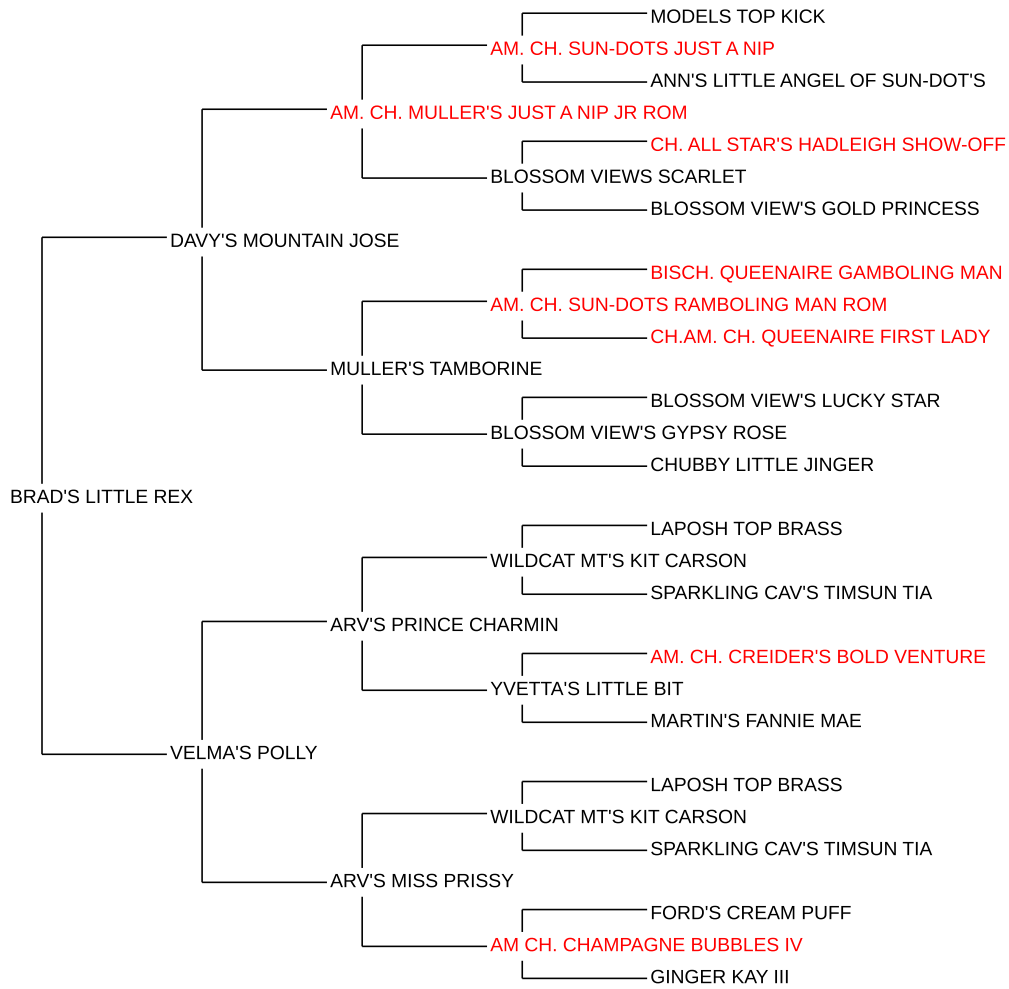 MODELS TOP KICK
AM. CH. SUN-DOTS JUST A NIP
ANN'S LITTLE ANGEL OF SUN-DOT'S
AM. CH. MULLER'S JUST A NIP JR ROM
CH. ALL STAR'S HADLEIGH SHOW-OFF
BLOSSOM VIEWS SCARLET
BLOSSOM VIEW'S GOLD PRINCESS
DAVY'S MOUNTAIN JOSE
BISCH. QUEENAIRE GAMBOLING MAN
AM. CH. SUN-DOTS RAMBOLING MAN ROM
CH.AM. CH. QUEENAIRE FIRST LADY
MULLER'S TAMBORINE
BLOSSOM VIEW'S LUCKY STAR
BLOSSOM VIEW'S GYPSY ROSE
CHUBBY LITTLE JINGER
BRAD'S LITTLE REX
LAPOSH TOP BRASS
WILDCAT MT'S KIT CARSON
SPARKLING CAV'S TIMSUN TIA
ARV'S PRINCE CHARMIN
AM. CH. CREIDER'S BOLD VENTURE
YVETTA'S LITTLE BIT
MARTIN'S FANNIE MAE
VELMA'S POLLY
LAPOSH TOP BRASS
WILDCAT MT'S KIT CARSON
SPARKLING CAV'S TIMSUN TIA
ARV'S MISS PRISSY
FORD'S CREAM PUFF
AM CH. CHAMPAGNE BUBBLES IV
GINGER KAY III